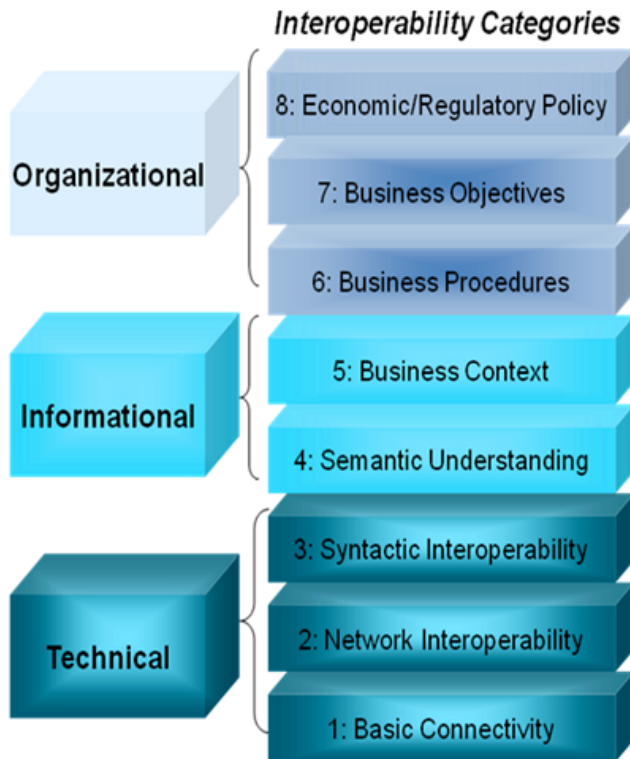 Interoperability Categories
Organizational
8: Economic/Regulatory Policy
7: Business Objectives
6: Business Procedures
Informational
5: Business Context
4: Semantic Understanding
Technical
3: Syntactic Interoperability
2: Network Interoperability
1: Basic Connectivity